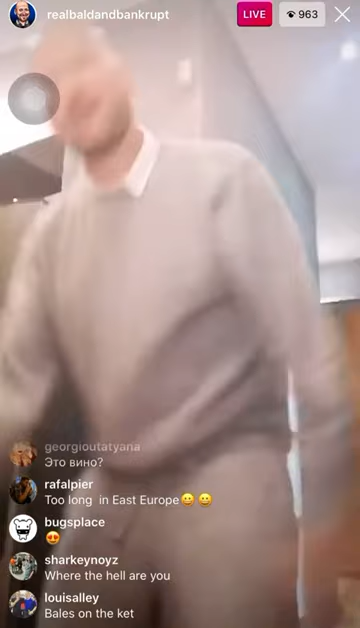 realbaldandbankrupt
LIVE
963
georgioutatyana
Это вино?
rafalpier
Too long in East Europe😀 😀
bugsplace
😍
sharkeynoyz
Where the hell are you
louisalley
Bales on the ket